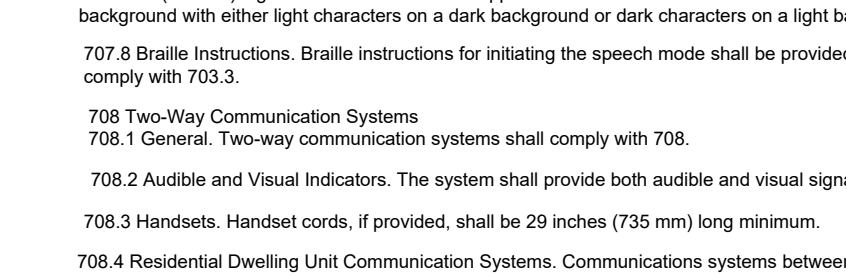 background with either light characters on a dark background or dark characters on a light
707.8 Braille Instructions. Braille instructions for initiating the speech mode shall be
comply with 703.3.
708 Two-Way Communication Systems
708.1 General. Two-way communication systems shall comply with 708.
708.2 Audible and Visual Indicators. The system shall provide both audible and visual
708.3 Handsets. Handset cords, if provided, shall be 29 inches (735 mm) long minimum.
708.4 Residential Dwelling Unit Communication Systems. Communications systems